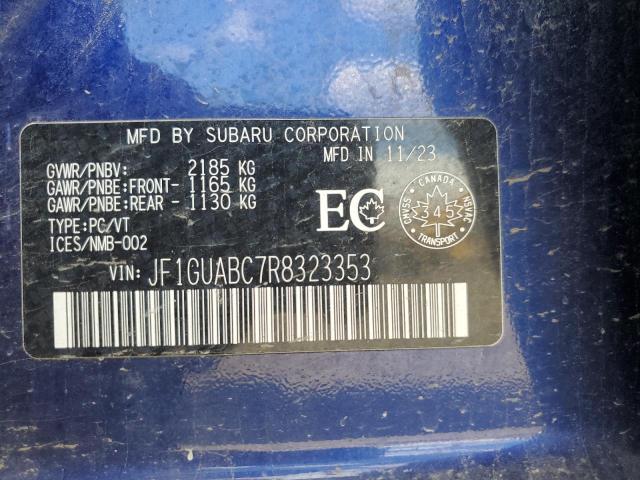 MFD BY SUBARU CORPORATION
MFD IN 11/23
GVWR/PNBV: 2185 KG
GAWR/PNBE:FRONT- 1165 KG
GAWR/PNBE:REAR - 1130 KG
TYPE:PC/VT
ICES/NMB-002
EC
CANADA
CMVSS
345
NSVAC
TRANSPORT
VIN: JF1GUABC7R8323353